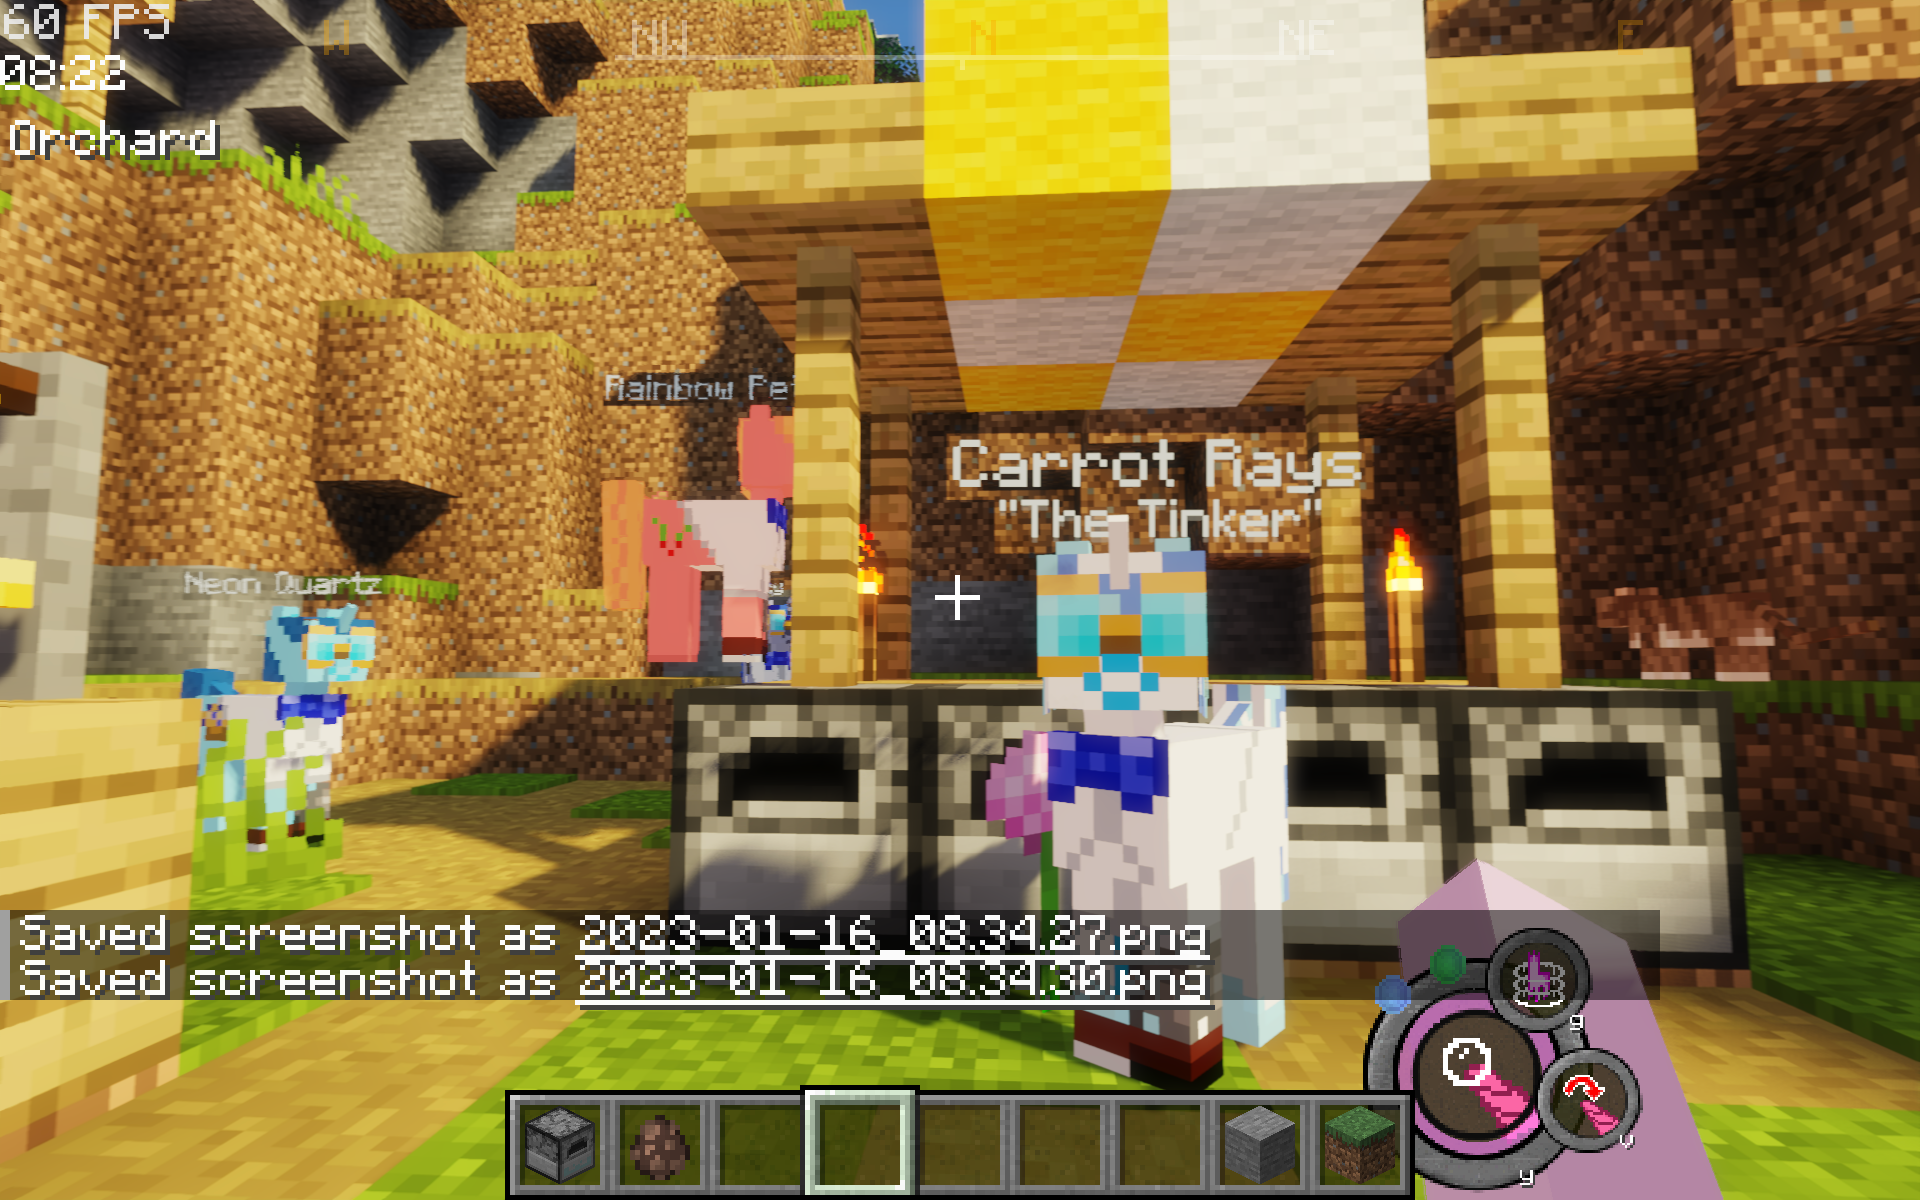 60 FPS
W NW N NE E
08:22
Orchard
Rainbow
Carrot Rays
"The Tinker"
Neon Quartz
Saved screenshot as 2023-01-16_08.34.27.png
Saved screenshot as 2023-01-16_08.34.30.png
g
v
y